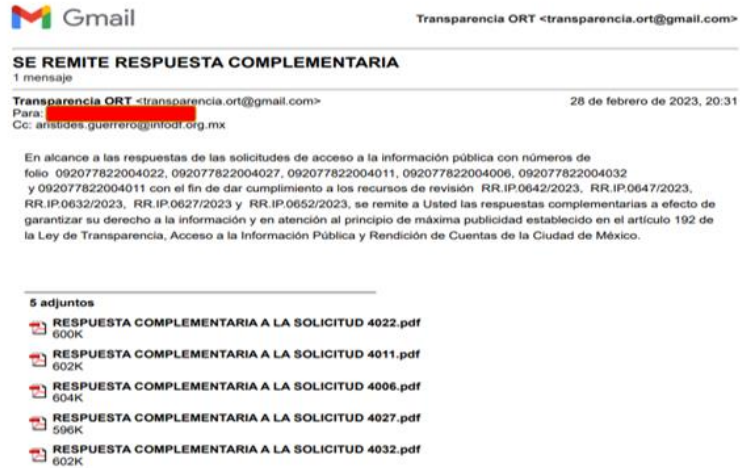 Gmail
Transparencia ORT <transparencia.ort@gmail.com>
SE REMITE RESPUESTA COMPLEMENTARIA
1 mensaje
Transparencia ORT <transparencia.ort@gmail.com>
28 de febrero de 2023, 20:31
Para:
Cc: aristides.guerrero@infodf.org.mx
En alcance a las respuestas de las solicitudes de acceso a la información pública con números de
folio 092077822004022, 092077822004027, 092077822004011, 092077822004006, 092077822004032
y 092077822004011 con el fin de dar cumplimiento a los recursos de revisión RR.IP.0642/2023, RR.IP.0647/2023,
RR.IP.0632/2023, RR.IP.0627/2023 y RR.IP.0652/2023, se remite a Usted las respuestas complementarias a efecto de
garantizar su derecho a la información y en atención al principio de máxima publicidad establecido en el artículo 192 de
la Ley de Transparencia, Acceso a la Información Pública y Rendición de Cuentas de la Ciudad de México.
5 adjuntos
RESPUESTA COMPLEMENTARIA A LA SOLICITUD 4022.pdf
600K
RESPUESTA COMPLEMENTARIA A LA SOLICITUD 4011.pdf
602K
RESPUESTA COMPLEMENTARIA A LA SOLICITUD 4006.pdf
604K
RESPUESTA COMPLEMENTARIA A LA SOLICITUD 4027.pdf
596K
RESPUESTA COMPLEMENTARIA A LA SOLICITUD 4032.pdf
602K